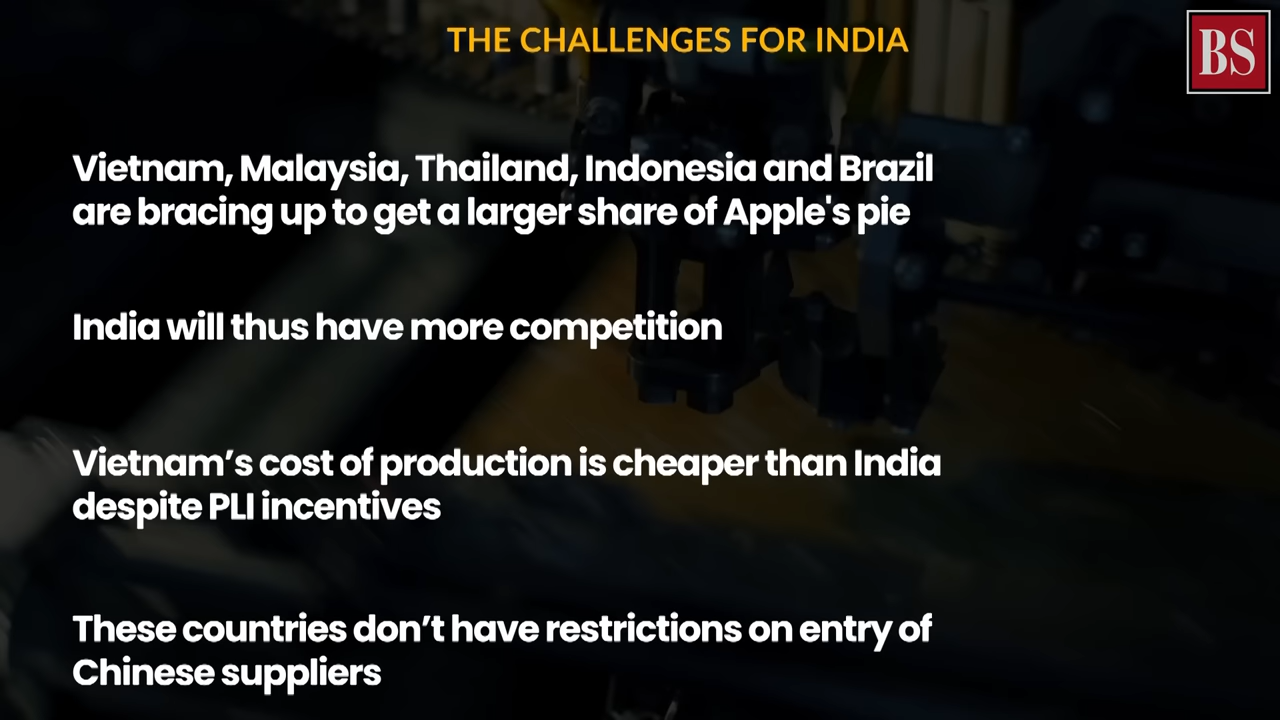 THE CHALLENGES FOR INDIA
BS
Vietnam, Malaysia, Thailand, Indonesia and Brazil
are bracing up to get a larger share of Apple's pie
India will thus have more competition
Vietnam’s cost of production is cheaper than India
despite PLI incentives
These countries don’t have restrictions on entry of
Chinese suppliers